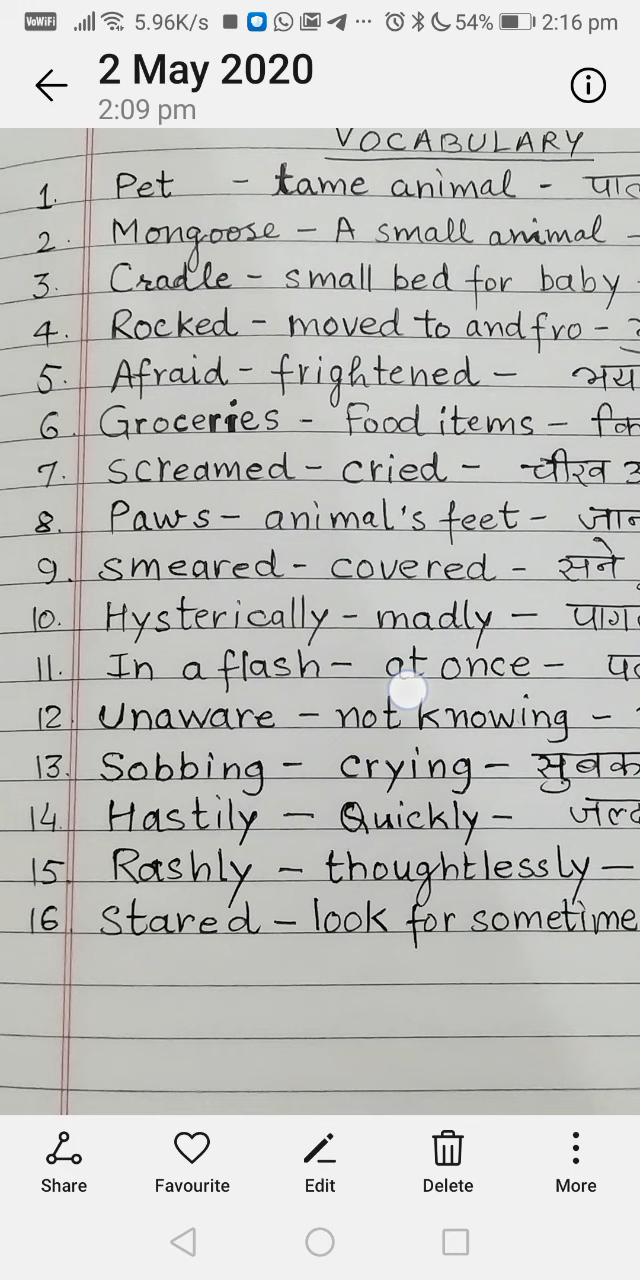 VoWiFi 5.96K/s ... 54% 2:16 pm
2 May 2020
2:09 pm
VOCABULARY
1. Pet - tame animal -
2. Mongoose - A small animal -
3. Cradle - small bed for baby -
4. Rocked - moved to and fro -
5. Afraid - frightened - भय
6. Groceries - Food items -
7. Screamed - cried - चीख
8. Paws - animal's feet - जान
9. Smeared - covered - सने
10. Hysterically - madly - पाग
11. In a flash - at once -
12. Unaware - not knowing -
13. Sobbing - crying - सुबक
14. Hastily - Quickly - जल्द
15. Rashly - thoughtlessly -
16. Stared - look for sometime
Share Favourite Edit Delete More